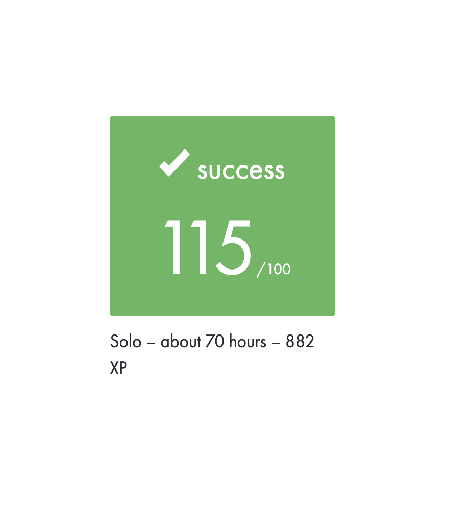 ✔ success
115/100
Solo – about 70 hours – 882
XP